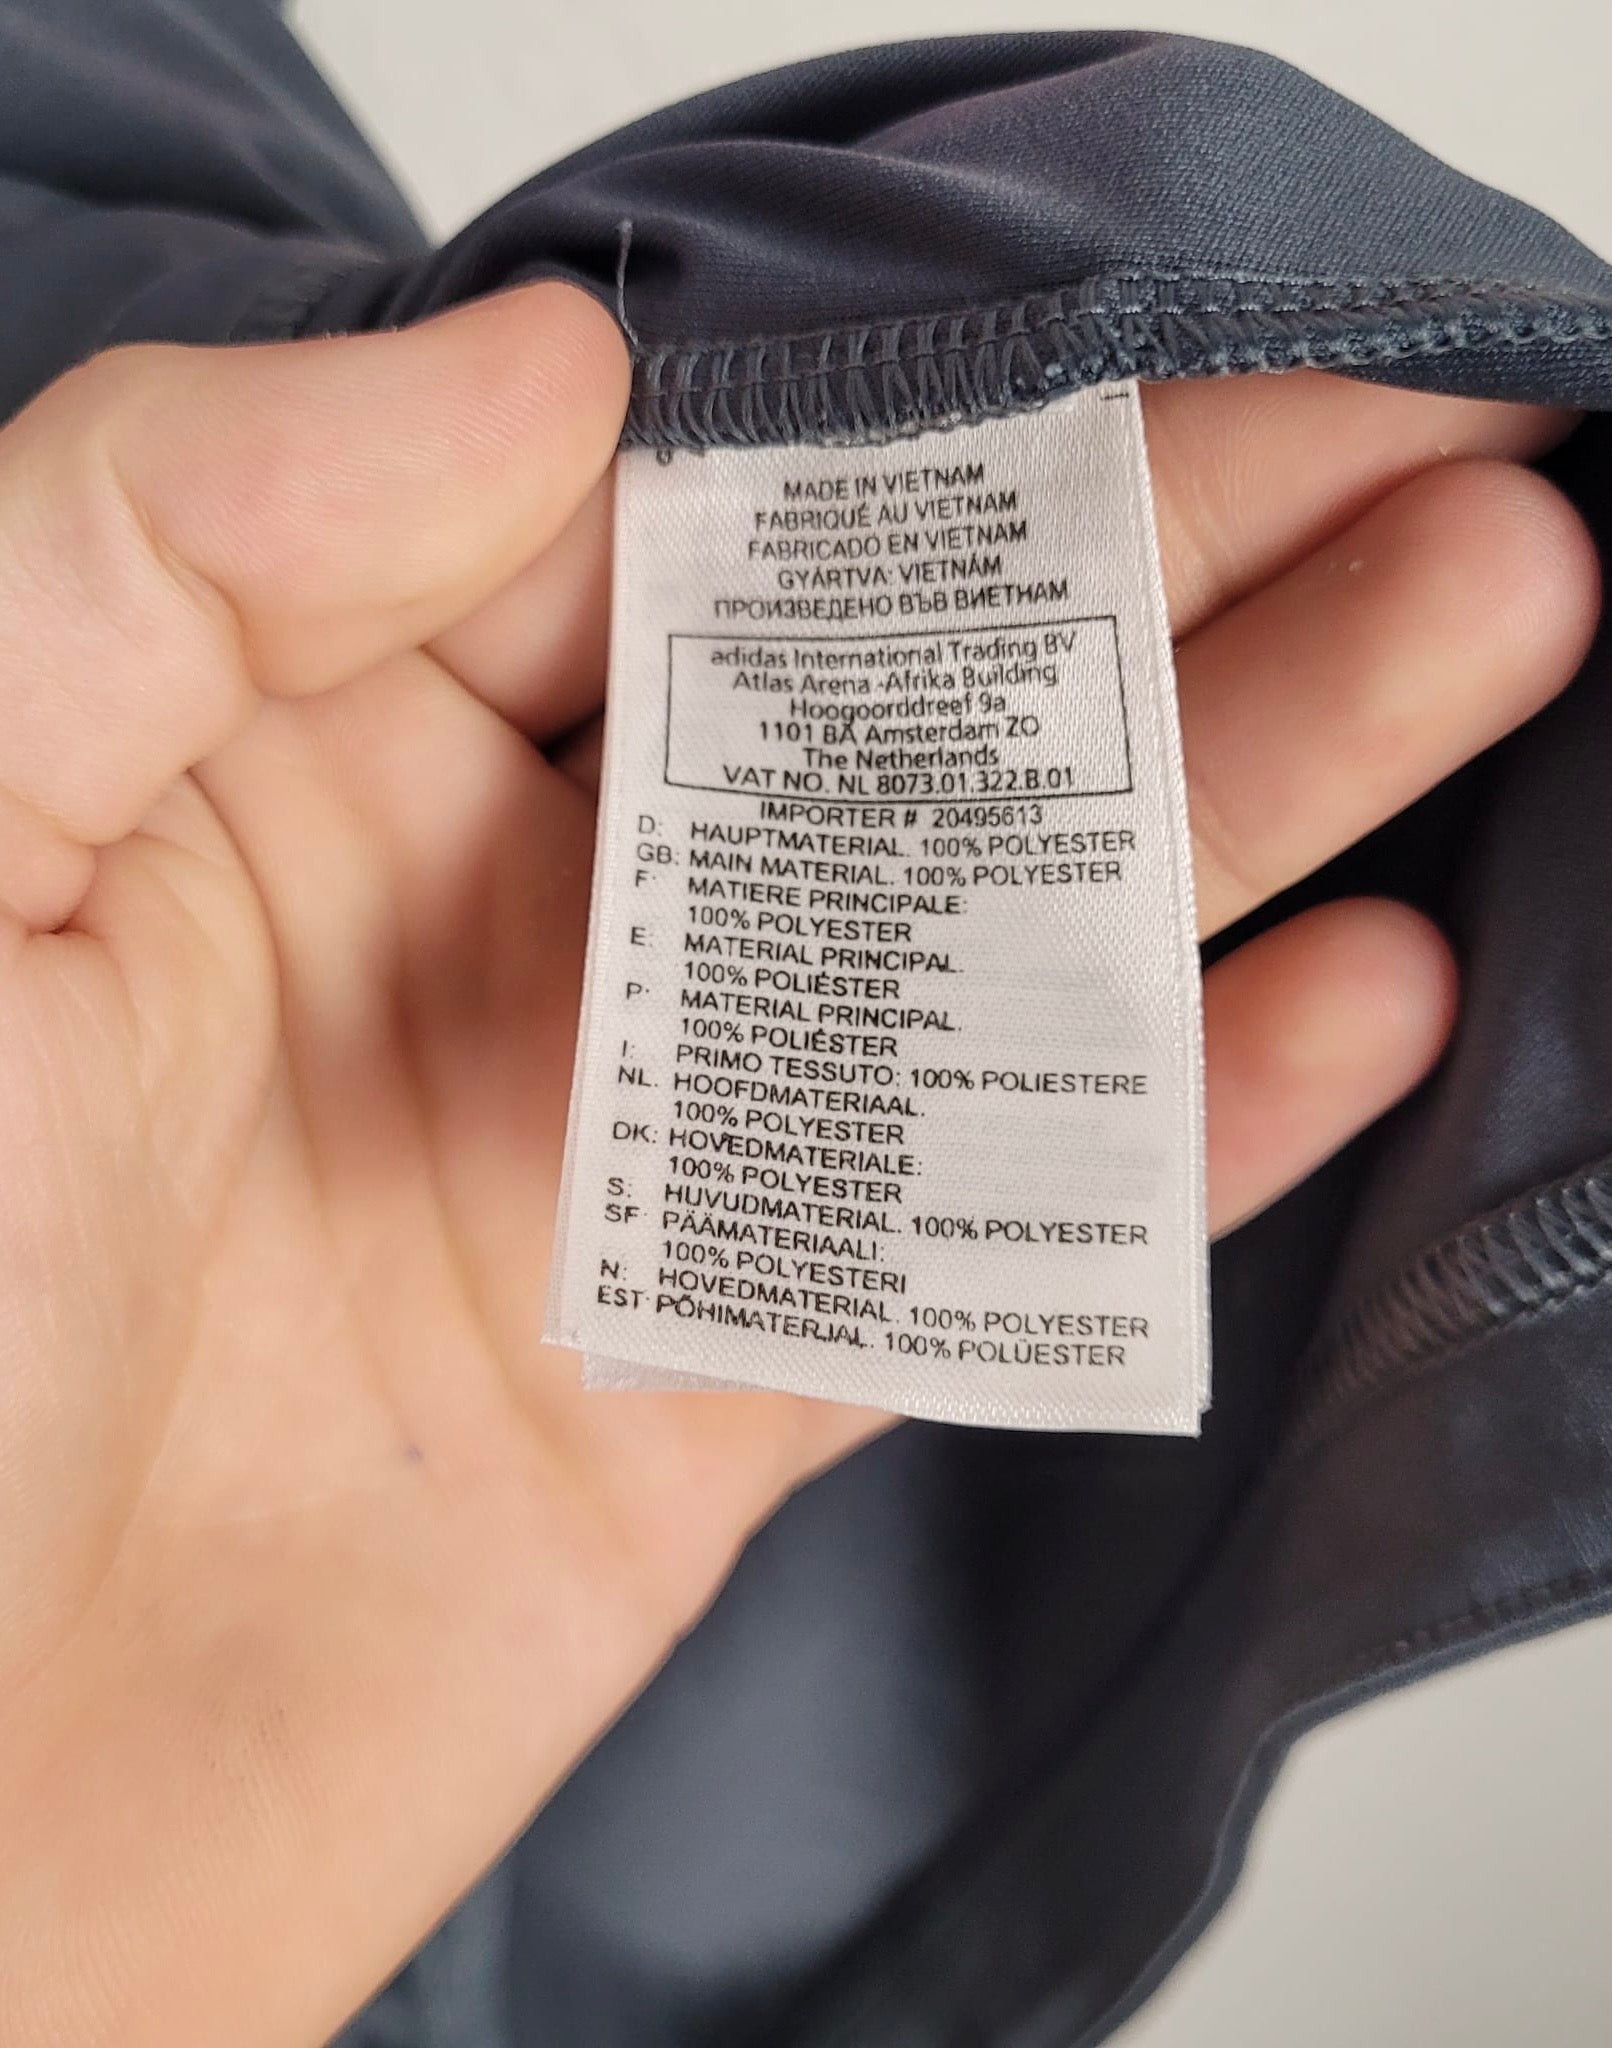 MADE IN VIETNAM
FABRIQUÉ AU VIETNAM
FABRICADO EN VIETNAM
GYÁRTVA: VIETNÁM
ПРОИЗВЕДЕНО ВЪВ ВИЕТНАМ
adidas International Trading BV
Atlas Arena -Afrika Building
Hoogoorddreef 9a
1101 BA Amsterdam ZO
The Netherlands
VAT NO. NL 8073.01.322.B.01
IMPORTER # 20495613
D: HAUPTMATERIAL. 100% POLYESTER
GB: MAIN MATERIAL. 100% POLYESTER
F: MATIERE PRINCIPALE:
100% POLYESTER
E: MATERIAL PRINCIPAL.
100% POLIÉSTER
P: MATERIAL PRINCIPAL.
100% POLIÉSTER
I: PRIMO TESSUTO: 100% POLIESTERE
NL. HOOFDMATERIAAL.
100% POLYESTER
DK: HOVEDMATERIALE:
100% POLYESTER
S: HUVUDMATERIAL. 100% POLYESTER
SF: PÄÄMATERIAALI:
100% POLYESTERI
N: HOVEDMATERIAL. 100% POLYESTER
EST: PÕHIMATERJAL. 100% POLÜESTER